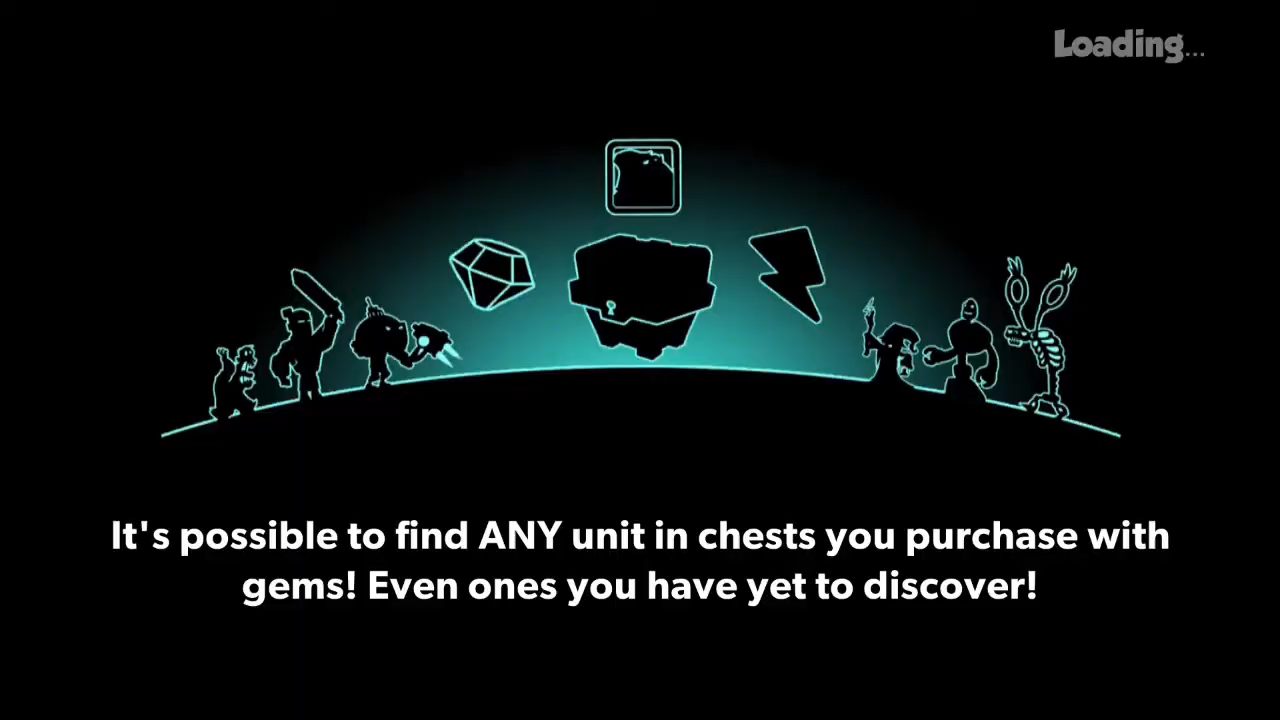 Loading...
It's possible to find ANY unit in chests you purchase with
gems! Even ones you have yet to discover!